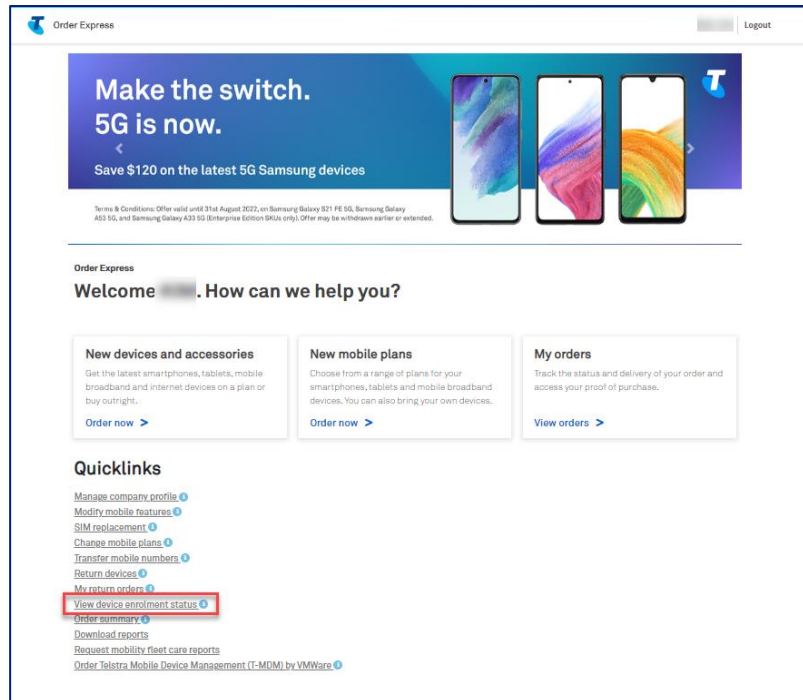 Order Express
Logout
Make the switch.
5G is now.
Save $120 on the latest 5G Samsung devices
Terms & Conditions: Offer valid until 31st August 2022, on Samsung Galaxy S21 FE 5G, Samsung Galaxy
A53 5G, and Samsung Galaxy A33 5G (Enterprise Edition SKUs only). Offer may be withdrawn earlier or extended.
Order Express
Welcome . How can we help you?
New devices and accessories
Get the latest smartphones, tablets, mobile
broadband and internet devices on a plan or
buy outright.
Order now >
New mobile plans
Choose from a range of plans for your
smartphones, tablets and mobile broadband
devices. You can also bring your own devices.
Order now >
My orders
Track the status and delivery of your order and
access your proof of purchase.
View orders >
Quicklinks
Manage company profile
Modify mobile features
SIM replacement
Change mobile plans
Transfer mobile numbers
Return devices
My return orders
View device enrolment status
Order summary
Download reports
Request mobility fleet care reports
Order Telstra Mobile Device Management (T-MDM) by VMWare